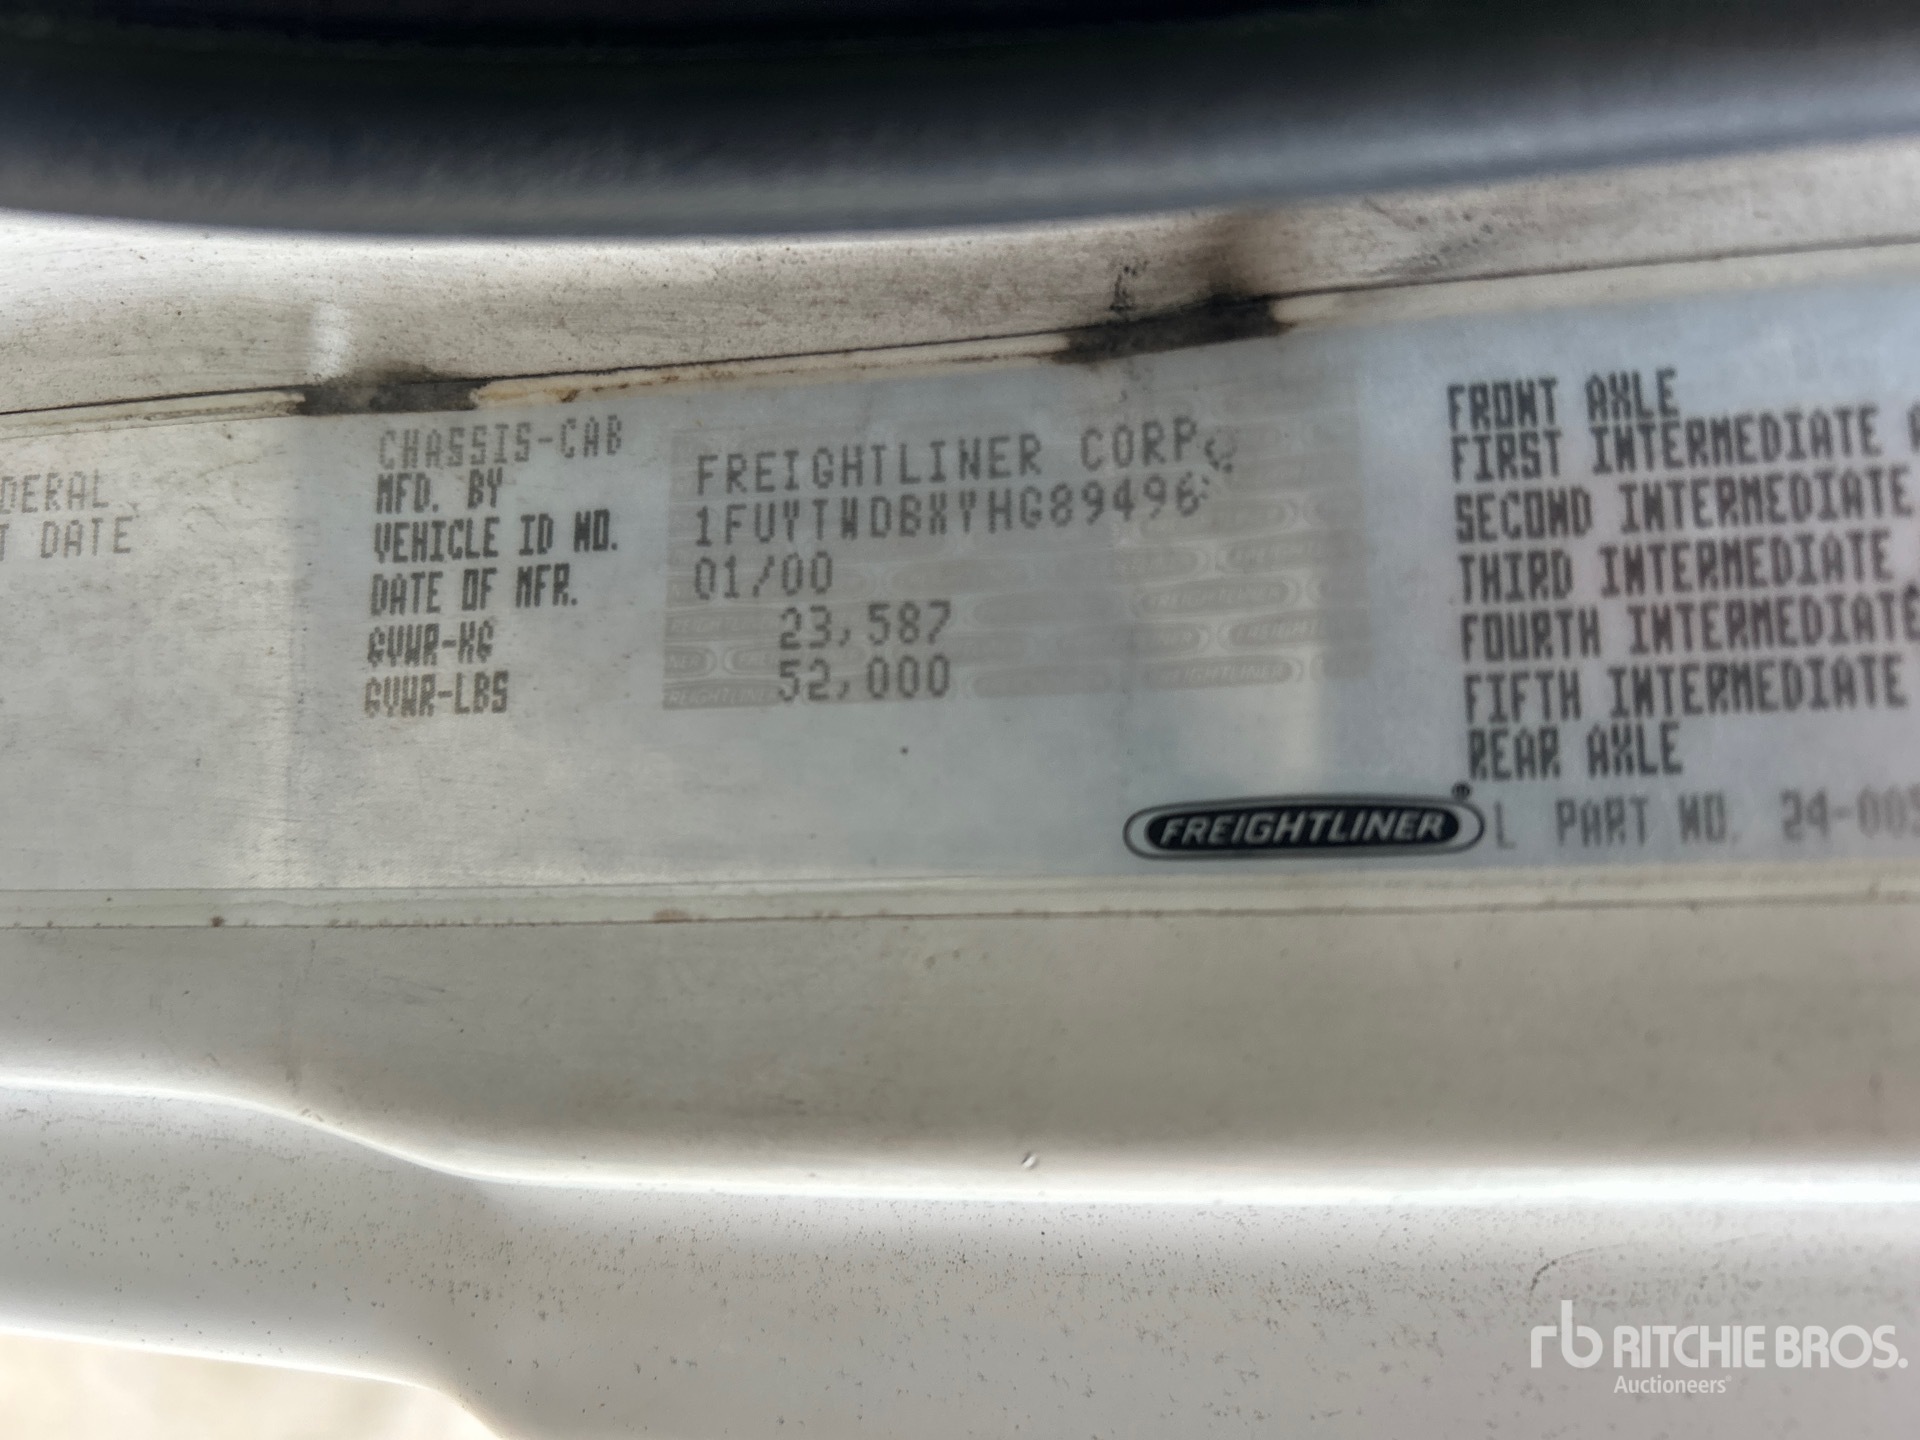 DERAL
T DATE
CHASSIS-CAB
MFD. BY FREIGHTLINER CORP.
VEHICLE ID NO. 1FUYTWDBXYHG89496
DATE OF MFR. 01/00
GVWR-KG 23,587
GVWR-LBS 52,000
FRONT AXLE
FIRST INTERMEDIATE A
SECOND INTERMEDIATE
THIRD INTERMEDIATE
FOURTH INTERMEDIATE
FIFTH INTERMEDIATE
REAR AXLE
FREIGHTLINER® L PART NO. 24-00
rb RITCHIE BROS.
Auctioneers